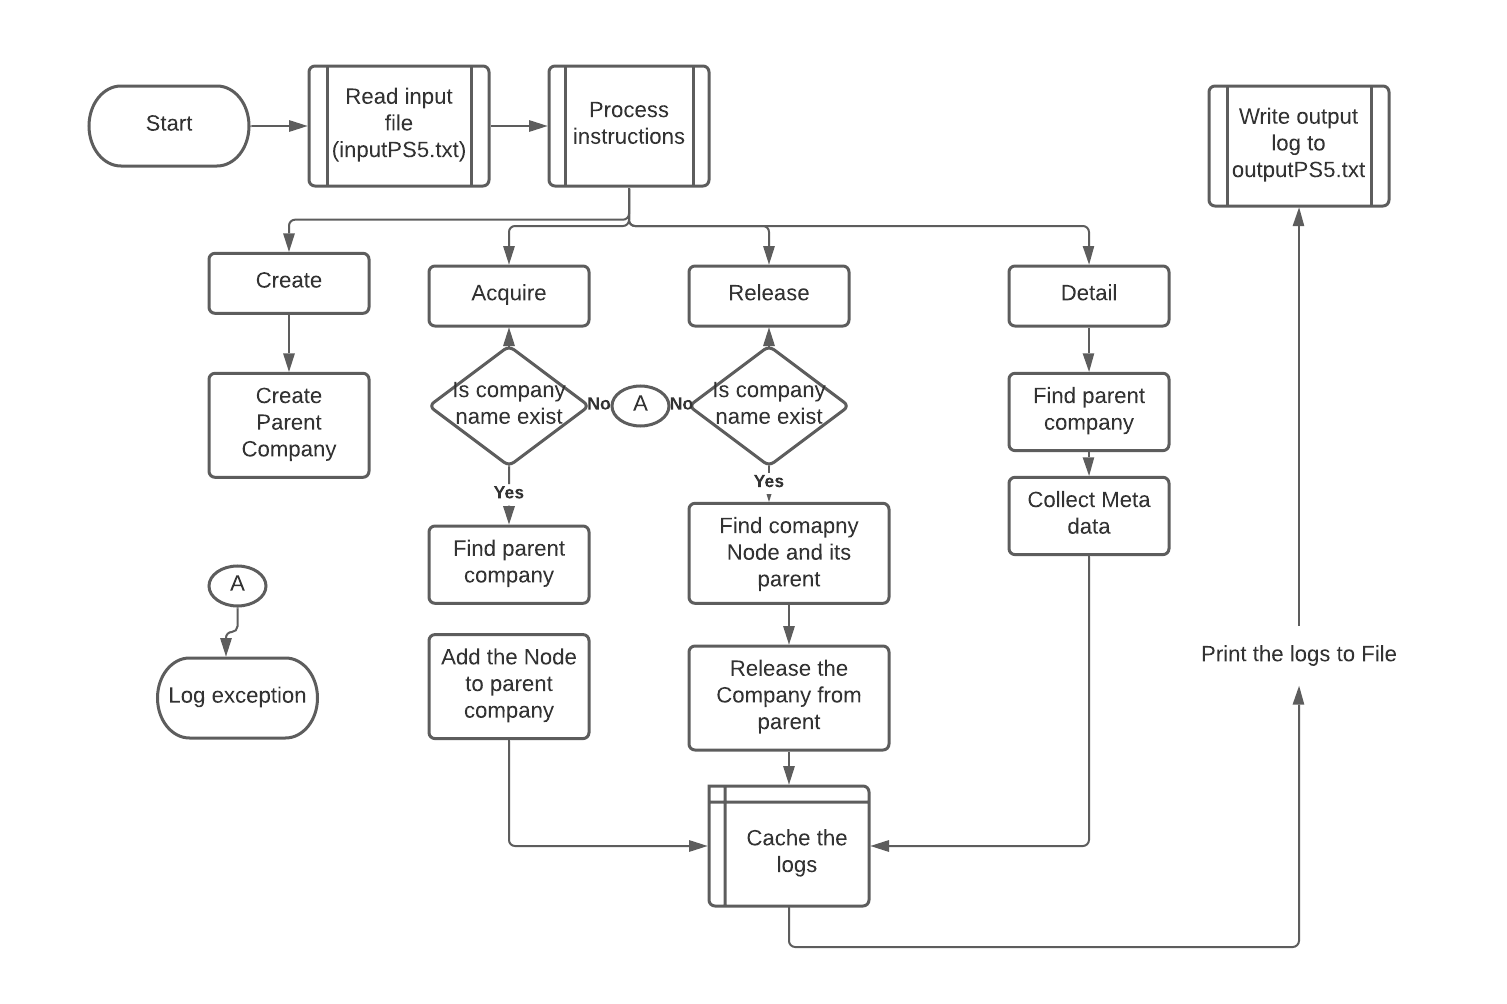 Start
Read input
file
(inputPS5.txt)
Process
instructions
Write output
log to
outputPS5.txt
Create
Acquire
Release
Detail
Create
Parent
Company
Is company
name exist
No
A
No
Is company
name exist
Find parent
company
Yes
Yes
Collect Meta
data
Find parent
company
Find comapny
Node and its
parent
A
Log exception
Add the Node
to parent
company
Release the
Company from
parent
Print the logs to File
Cache the
logs